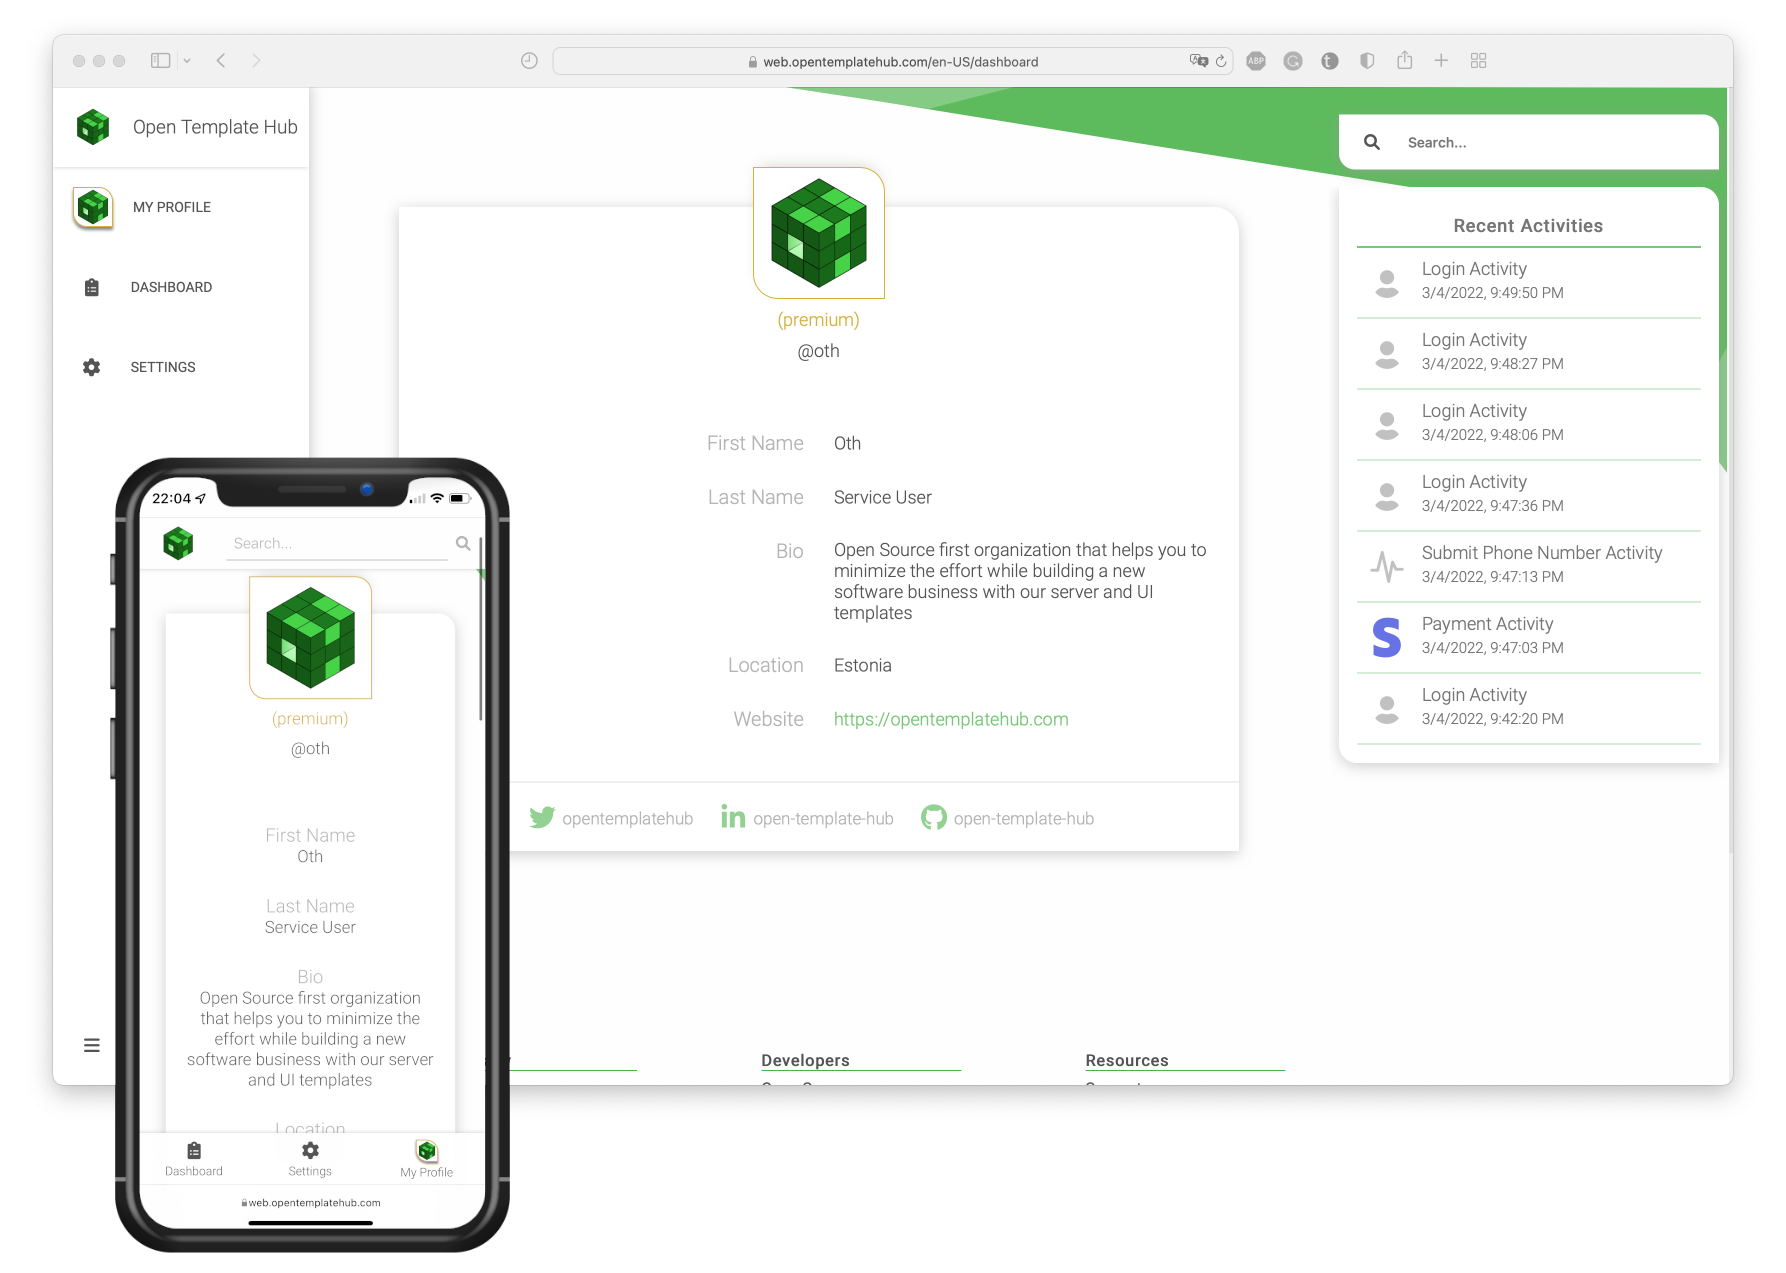 web.opentemplatehub.com/en-US/dashboard
ABP
Open Template Hub
MY PROFILE
DASHBOARD
SETTINGS
(premium)
@oth
First Name Oth
Last Name Service User
Bio Open Source first organization that helps you to
minimize the effort while building a new
software business with our server and UI
templates
Location Estonia
Website https://opentemplatehub.com
opentemplatehub open-template-hub open-template-hub
Developers
Resources
Search...
Recent Activities
Login Activity
3/4/2022, 9:49:50 PM
Login Activity
3/4/2022, 9:48:27 PM
Login Activity
3/4/2022, 9:48:06 PM
Login Activity
3/4/2022, 9:47:36 PM
Submit Phone Number Activity
3/4/2022, 9:47:13 PM
S
Payment Activity
3/4/2022, 9:47:03 PM
Login Activity
3/4/2022, 9:42:20 PM
22:04
Search...
(premium)
@oth
First Name
Oth
Last Name
Service User
Bio
Open Source first organization
that helps you to minimize the
effort while building a new
software business with our server
and UI templates
Location
Dashboard Settings My Profile
web.opentemplatehub.com